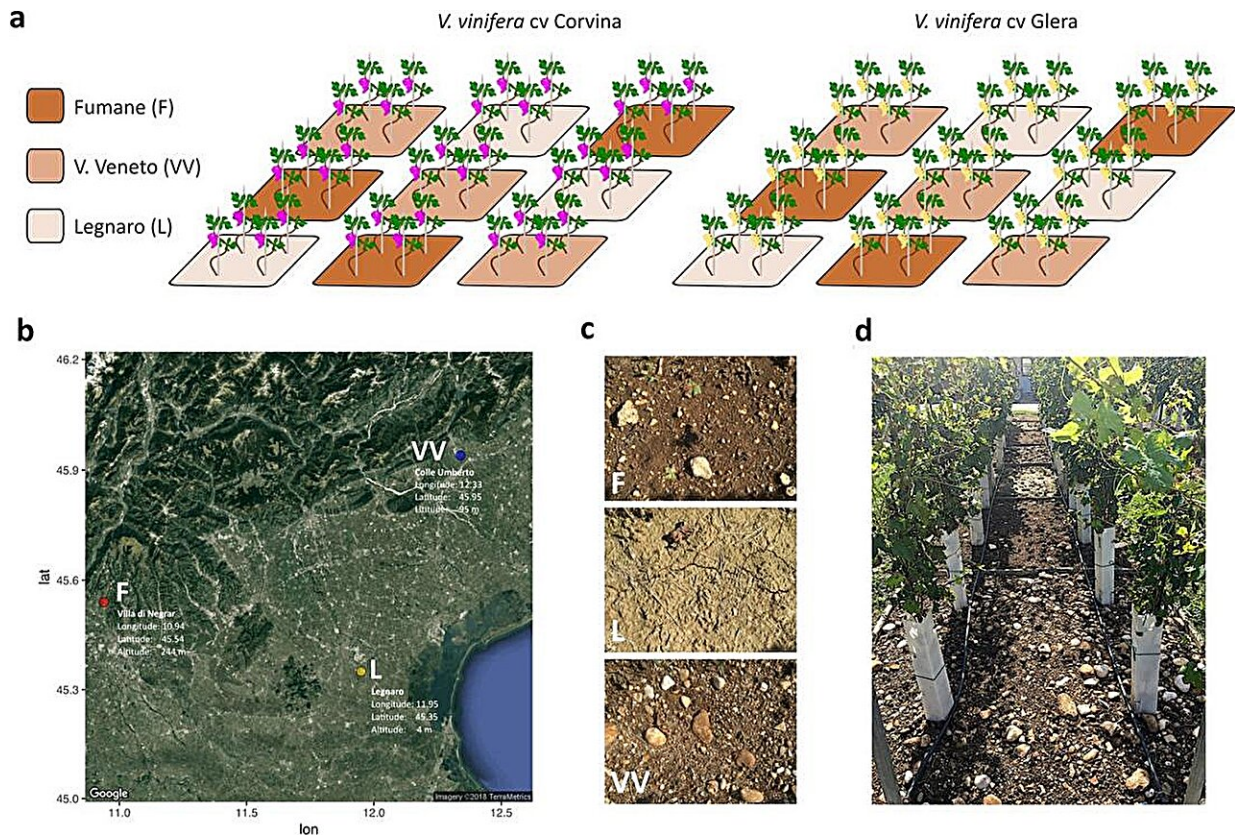 a
V. vinifera cv Corvina
V. vinifera cv Glera
Fumane (F)
V. Veneto (VV)
Legnaro (L)
b
lat
46.2
45.9
45.6
45.3
45.0
11.0
11.5
12.0
12.5
lon
VV
Colle Umberto
Longitude: 12.33
Latitude: 45.95
95 m
F
Villa di Negrar
Longitude: 10.94
Latitude: 45.54
Altitude: 244 m
L
Legnaro
Longitude: 11.95
Latitude: 45.35
Altitude: 4 m
Google
Imagery ©2018 TerraMetrics
c
F
L
VV
d